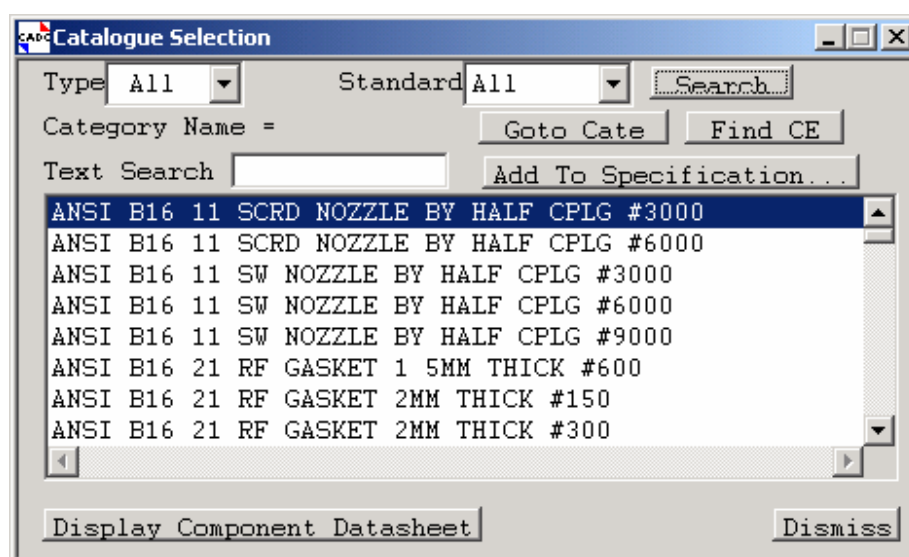 CADC Catalogue Selection
Type All Standard All Search
Category Name = Goto Cate Find CE
Text Search Add To Specification...
ANSI B16 11 SCRD NOZZLE BY HALF CPLG #3000
ANSI B16 11 SCRD NOZZLE BY HALF CPLG #6000
ANSI B16 11 SW NOZZLE BY HALF CPLG #3000
ANSI B16 11 SW NOZZLE BY HALF CPLG #6000
ANSI B16 11 SW NOZZLE BY HALF CPLG #9000
ANSI B16 21 RF GASKET 1 5MM THICK #600
ANSI B16 21 RF GASKET 2MM THICK #150
ANSI B16 21 RF GASKET 2MM THICK #300
Display Component Datasheet Dismiss